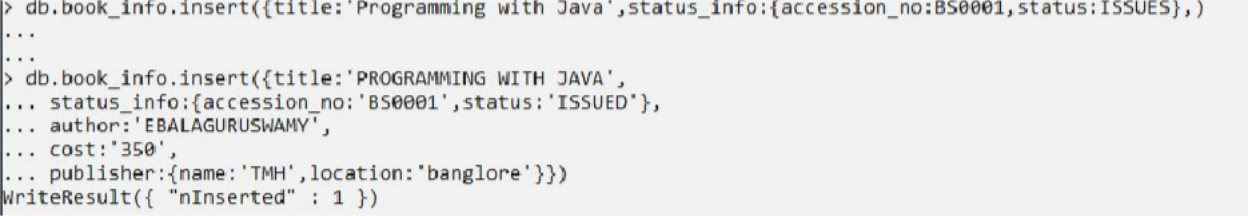 > db.book_info.insert({title:'Programming with Java',status_info:{accession_no:BS0001,status:ISSUES},)
...
...
> db.book_info.insert({title:'PROGRAMMING WITH JAVA',
... status_info:{accession_no:'BS0001',status:'ISSUED'},
... author:'EBALAGURUSWAMY',
... cost:'350',
... publisher:{name:'TMH',location:'banglore'}})
WriteResult({ "nInserted" : 1 })